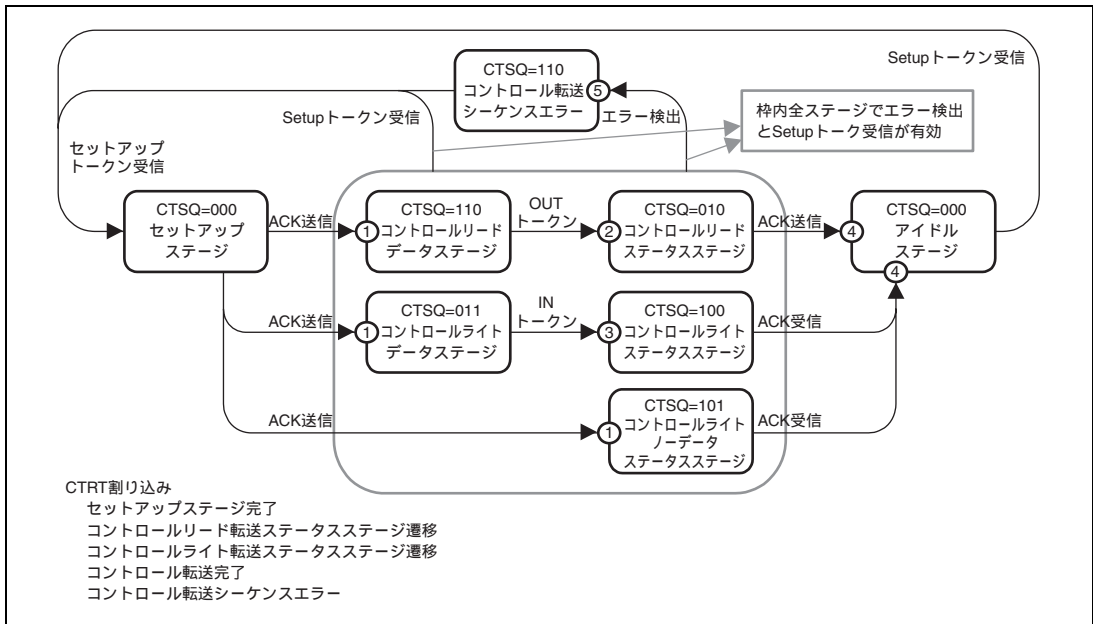 Setupトークン受信
CTSQ=110
コントロール転送
シーケンスエラー
⑤
Setupトークン受信
エラー検出
枠内全ステージでエラー検出
とSetupトーク受信が有効
セットアップ
トークン受信
CTSQ=000
セットアップ
ステージ
ACK送信
①
CTSQ=110
コントロールリード
データステージ
OUT
トークン
②
CTSQ=010
コントロールリード
ステータスステージ
ACK送信
④
CTSQ=000
アイドル
ステージ
④
ACK送信
①
CTSQ=011
コントロールライト
データステージ
IN
トークン
③
CTSQ=100
コントロールライト
ステータスステージ
ACK受信
ACK送信
①
CTSQ=101
コントロールライト
ノーデータ
ステータスステージ
ACK受信
CTRT割り込み
セットアップステージ完了
コントロールリード転送ステータスステージ遷移
コントロールライト転送ステータスステージ遷移
コントロール転送完了
コントロール転送シーケンスエラー